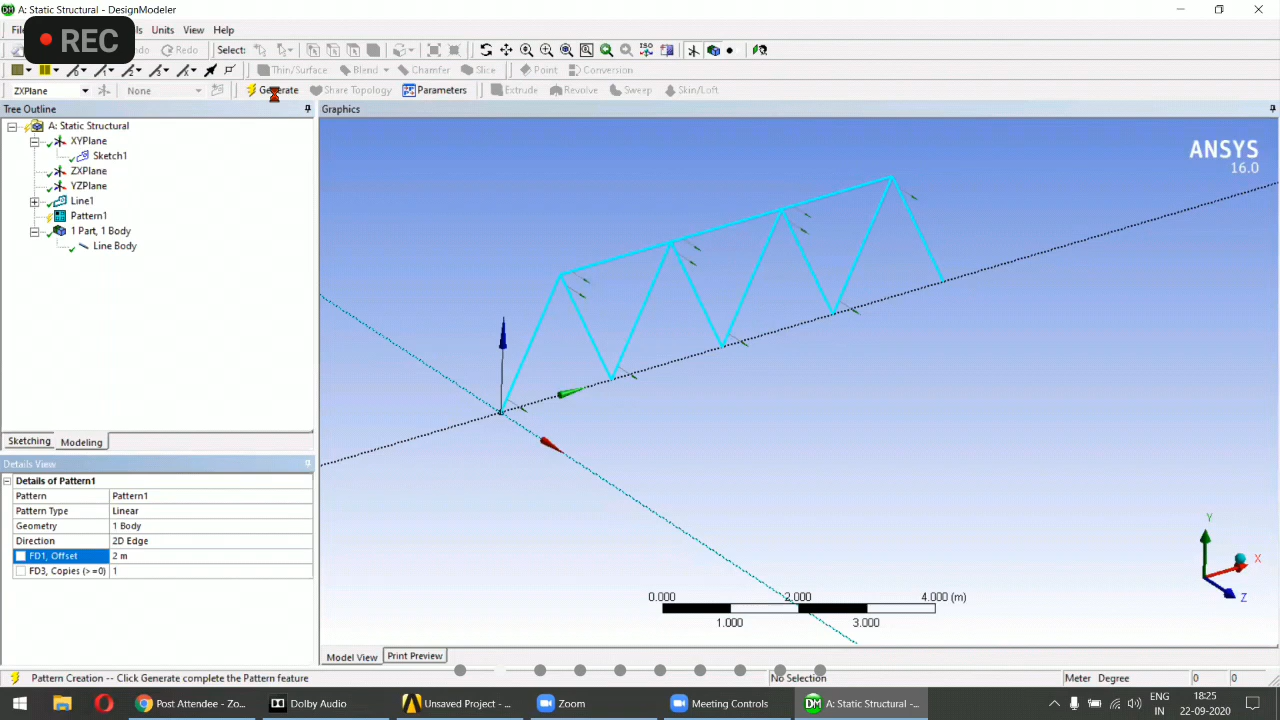 A: Static Structural - DesignModeler
REC
Units View Help
Redo Select:
Thin/Surface Blend Chamfer Slice Point Conversion
ZXPlane None Generate Share Topology Parameters Extrude Revolve Sweep Skin/Loft
Tree Outline
Graphics
A: Static Structural
XYPlane
Sketch1
ZXPlane
YZPlane
Line1
Pattern1
1 Part, 1 Body
Line Body
ANSYS
16.0
Sketching Modeling
Details View
Details of Pattern1
Pattern Pattern1
Pattern Type Linear
Geometry 1 Body
Direction 2D Edge
FD1, Offset 2 m
FD3, Copies (>=0) 1
Y
X
Z
0.000 2.000 4.000 (m)
1.000 3.000
Model View Print Preview
Pattern Creation -- Click Generate complete the Pattern feature No Selection Meter Degree 0 0
Post Attendee - Zo... Dolby Audio Unsaved Project - ... Zoom Meeting Controls A: Static Structural -...
ENG
IN
18:25
22-09-2020